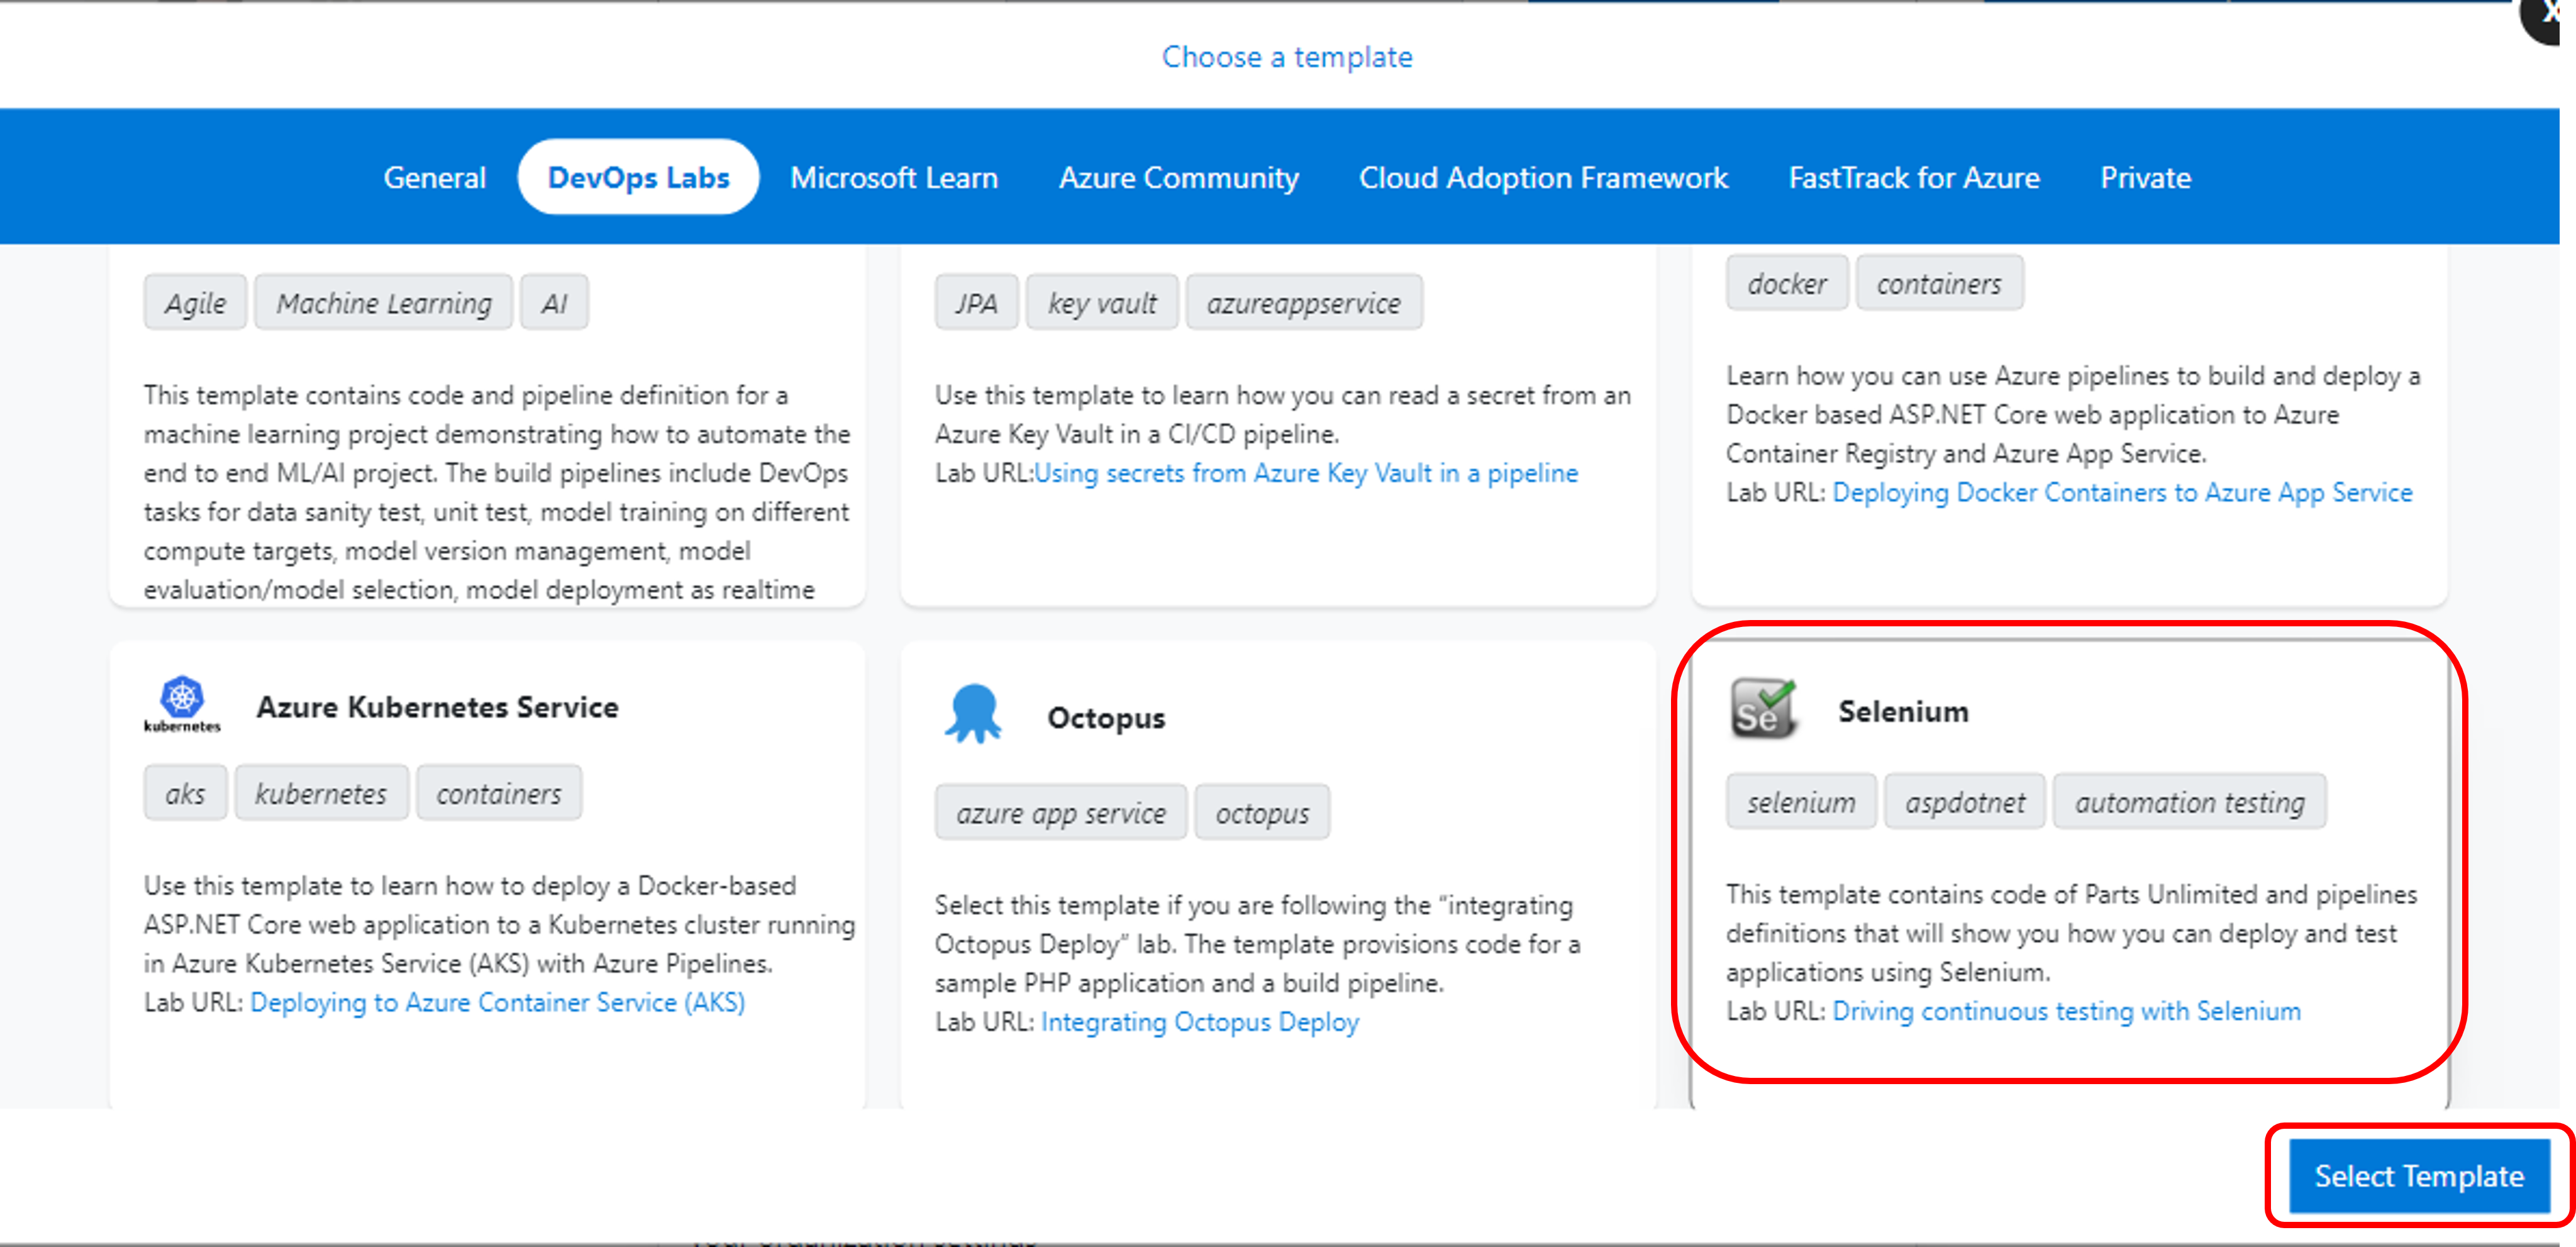 X
Choose a template
General DevOps Labs Microsoft Learn Azure Community Cloud Adoption Framework FastTrack for Azure Private
Agile Machine Learning AI
This template contains code and pipeline definition for a
machine learning project demonstrating how to automate the
end to end ML/AI project. The build pipelines include DevOps
tasks for data sanity test, unit test, model training on different
compute targets, model version management, model
evaluation/model selection, model deployment as realtime
JPA key vault azureappservice
Use this template to learn how you can read a secret from an
Azure Key Vault in a CI/CD pipeline.
Lab URL:Using secrets from Azure Key Vault in a pipeline
docker containers
Learn how you can use Azure pipelines to build and deploy a
Docker based ASP.NET Core web application to Azure
Container Registry and Azure App Service.
Lab URL: Deploying Docker Containers to Azure App Service
kubernetes
Azure Kubernetes Service
aks kubernetes containers
Use this template to learn how to deploy a Docker-based
ASP.NET Core web application to a Kubernetes cluster running
in Azure Kubernetes Service (AKS) with Azure Pipelines.
Lab URL: Deploying to Azure Container Service (AKS)
Octopus
azure app service octopus
Select this template if you are following the “integrating
Octopus Deploy” lab. The template provisions code for a
sample PHP application and a build pipeline.
Lab URL: Integrating Octopus Deploy
Se
Selenium
selenium aspdotnet automation testing
This template contains code of Parts Unlimited and pipelines
definitions that will show you how you can deploy and test
applications using Selenium.
Lab URL: Driving continuous testing with Selenium
Select Template